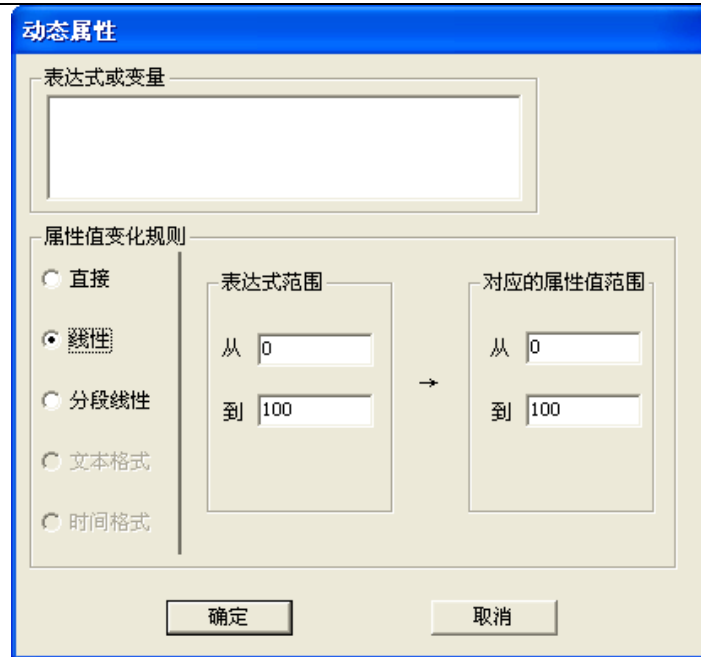 动态属性
表达式或变量
属性值变化规则
直接
线性
分段线性
文本格式
时间格式
表达式范围
从 0
到 100
→
对应的属性值范围
从 0
到 100
确定
取消